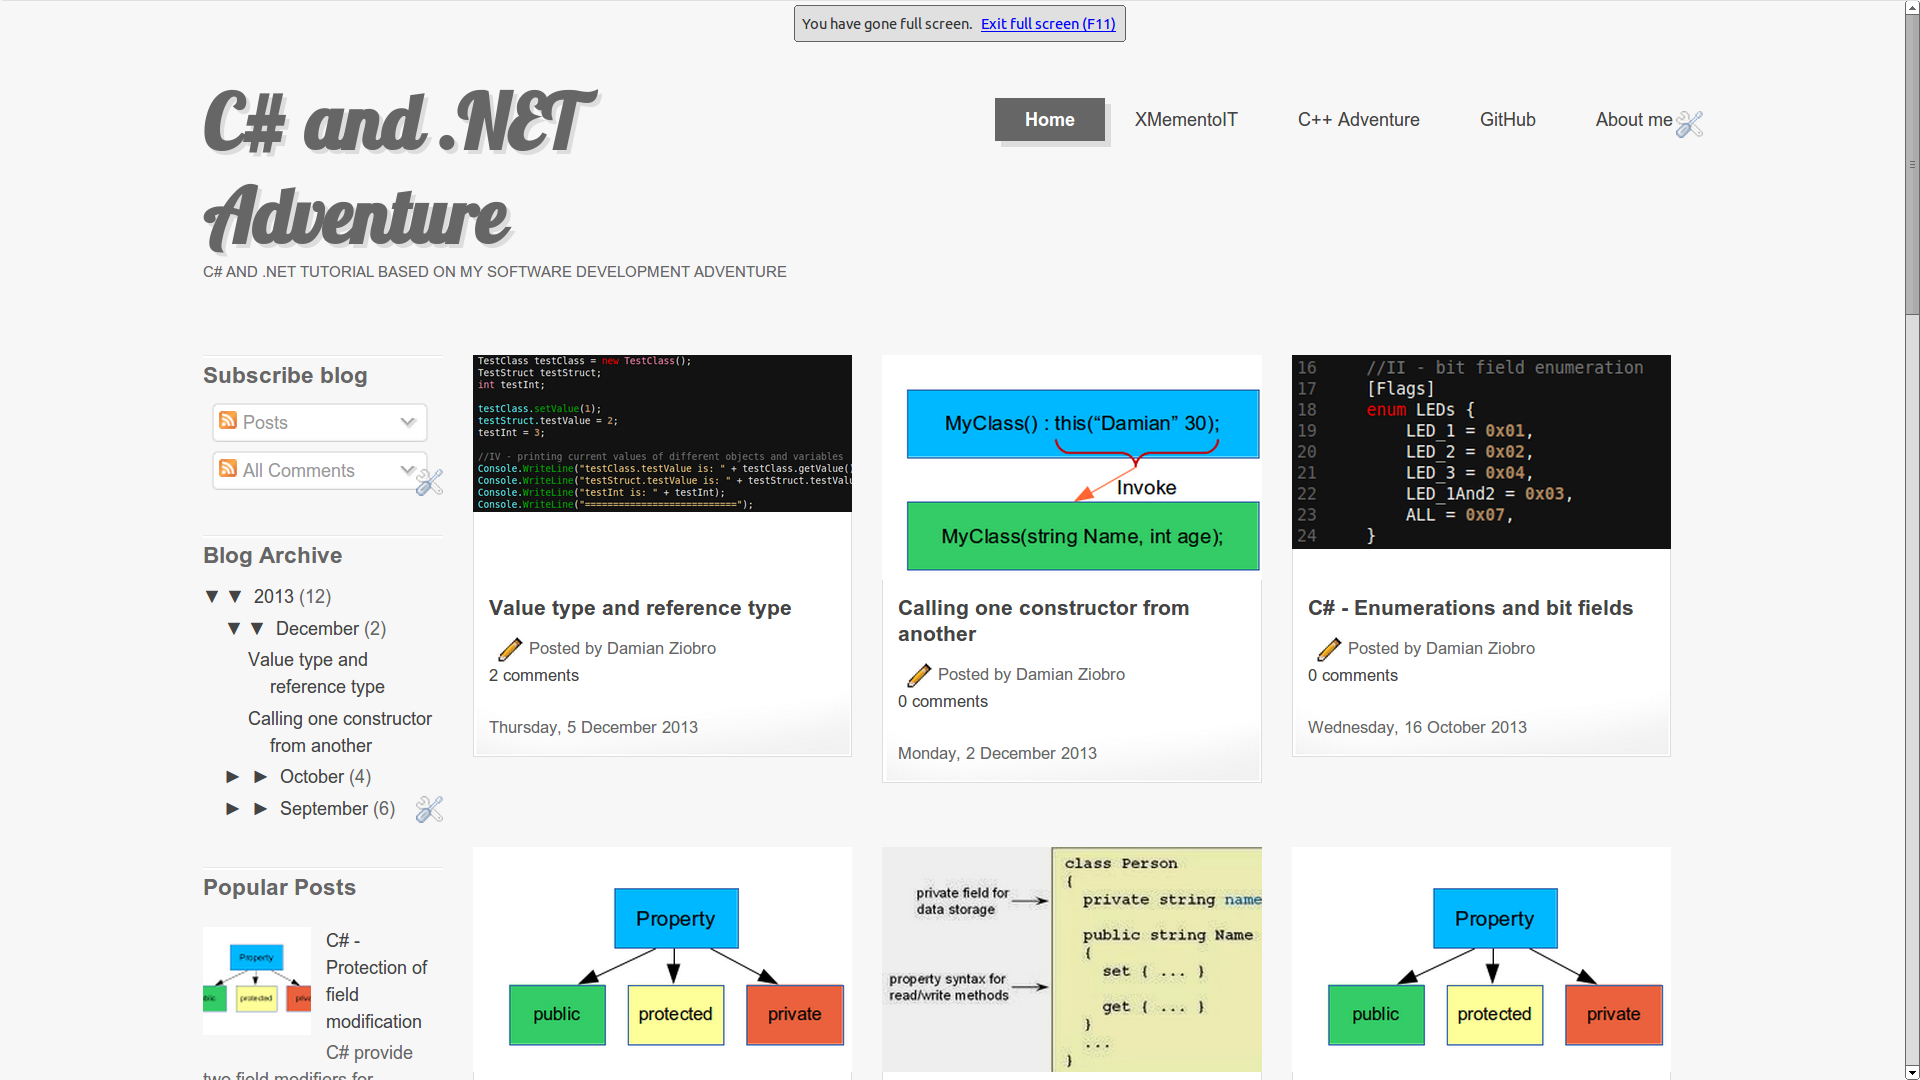 You have gone full screen. Exit full screen (F11)
C# and .NET
Adventure
C# AND .NET TUTORIAL BASED ON MY SOFTWARE DEVELOPMENT ADVENTURE
Home
XMementoIT
C++ Adventure
GitHub
About me
Subscribe blog
Posts
All Comments
Blog Archive
▼ ▼ 2013 (12)
▼ ▼ December (2)
Value type and
reference type
Calling one constructor
from another
► ► October (4)
► ► September (6)
Popular Posts
Property
protected
C# -
Protection of
field
modification
C# provide
two field modifiers for
TestClass testClass = new TestClass();
TestStruct testStruct;
int testInt;
testClass.setValue(1);
testStruct.testValue = 2;
testInt = 3;
//IV - printing current values of different objects and variables
Console.WriteLine("testClass.testValue is: " + testClass.getValue()
Console.WriteLine("testStruct.testValue is: " + testStruct.testValu
Console.WriteLine("testInt is: " + testInt);
Console.WriteLine("===========================");
Value type and reference type
Posted by Damian Ziobro
2 comments
Thursday, 5 December 2013
MyClass() : this(“Damian” 30);
Invoke
MyClass(string Name, int age);
Calling one constructor from
another
Posted by Damian Ziobro
0 comments
Monday, 2 December 2013
16 //II - bit field enumeration
17 [Flags]
18 enum LEDs {
19 LED_1 = 0x01,
20 LED_2 = 0x02,
21 LED_3 = 0x04,
22 LED_1And2 = 0x03,
23 ALL = 0x07,
24 }
C# - Enumerations and bit fields
Posted by Damian Ziobro
0 comments
Wednesday, 16 October 2013
Property
public
protected
private
private field for
data storage
property syntax for
read/write methods
class Person
{
private string name
public string Name
{
set { ... }
get { ... }
}
...
}
Property
public
protected
private